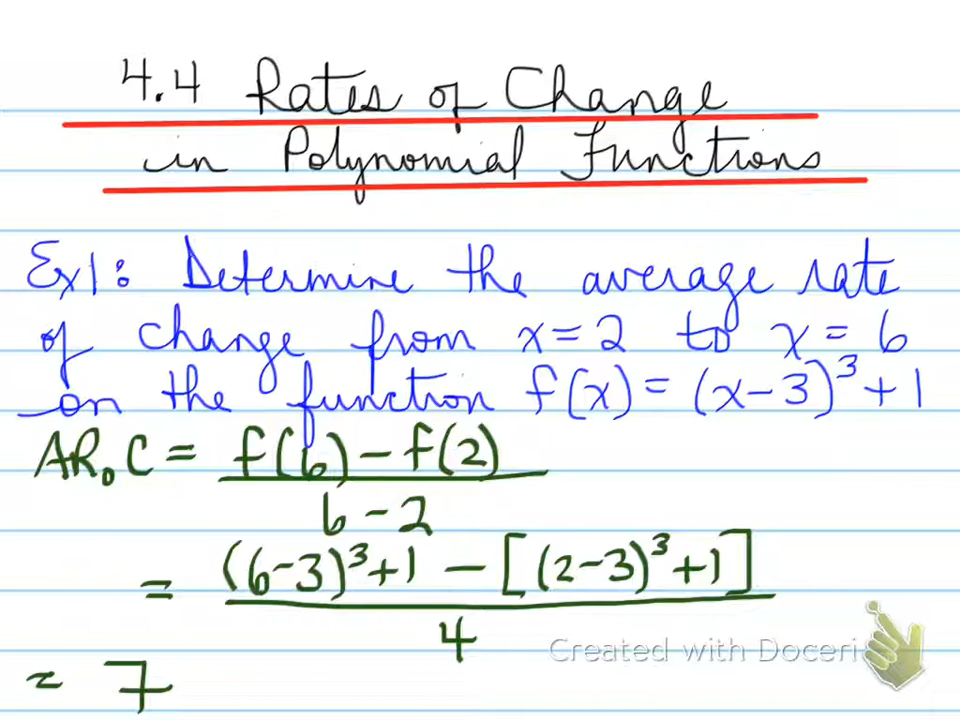 4.4 Rates of Change
in Polynomial Functions
Ex1: Determine the average rate
of change from x=2 to x=6
on the function f(x) = (x-3)³+1
AROC = f(6)-f(2)
6-2
= (6-3)³+1 - [(2-3)³+1]
4
Created with Doceri
= 7